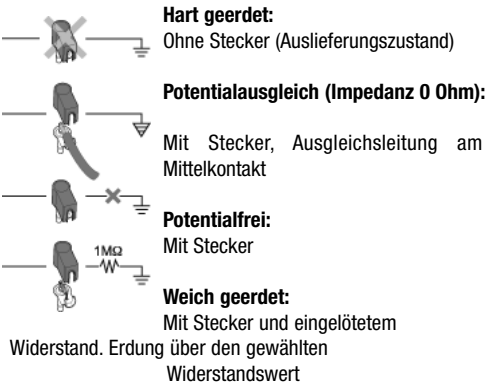 Hart geerdet:
Ohne Stecker (Auslieferungszustand)
Potentialausgleich (Impedanz 0 Ohm):
Mit Stecker, Ausgleichsleitung am
Mittelkontakt
Potentialfrei:
Mit Stecker
1MΩ
Weich geerdet:
Mit Stecker und eingelötetem
Widerstand. Erdung über den gewählten
Widerstandswert